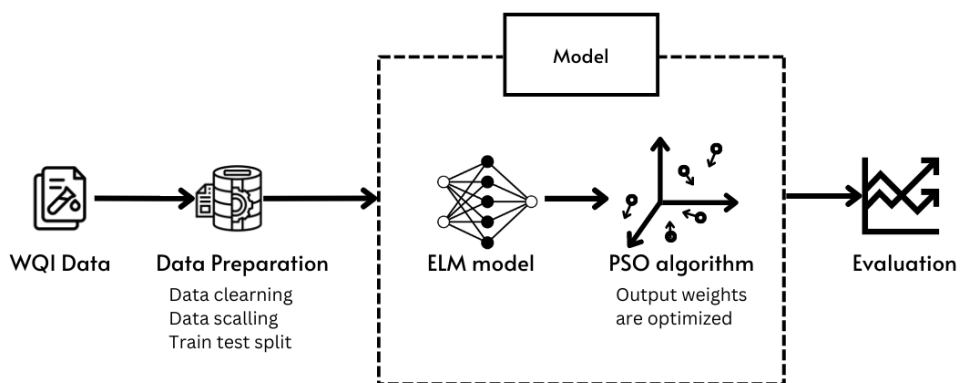 Model
WQI Data
Data Preparation
Data clearning
Data scalling
Train test split
ELM model
PSO algorithm
Output weights
are optimized
Evaluation